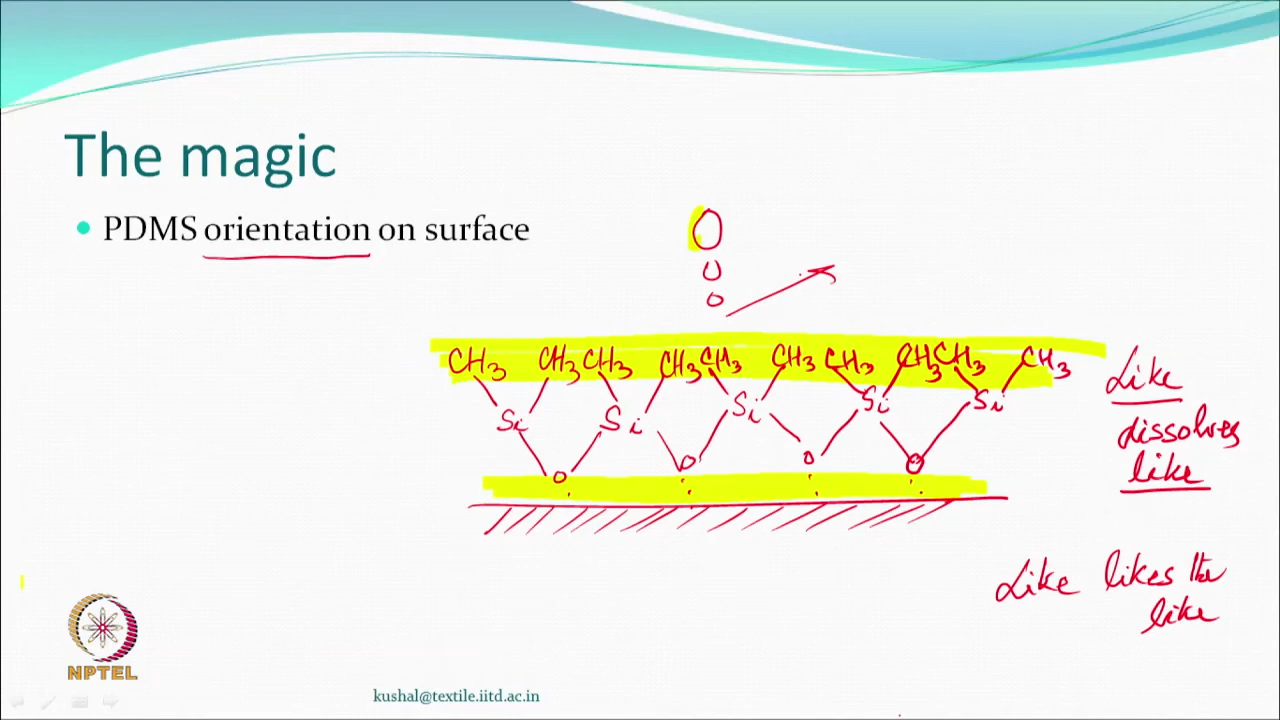 The magic
PDMS orientation on surface
O
O
O
CH3 CH3 CH3 CH3 CH3 CH3 CH3 CH3 CH3 CH3
Si Si Si Si Si
O O O O
Like
dissolves
like
Like likes the
like
NPTEL
kushal@textile.iitd.ac.in